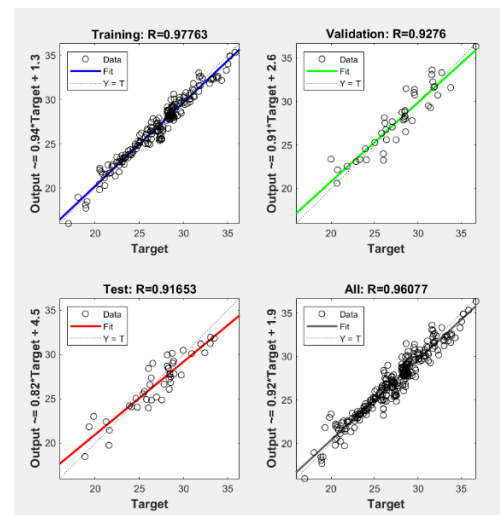 Training: R=0.97763
Output ~= 0.94*Target + 1.3
Data
Fit
Y = T
35
30
25
20
20
25
30
35
Target
Validation: R=0.9276
Output ~= 0.91*Target + 2.6
Data
Fit
Y = T
35
30
25
20
20
25
30
35
Target
Test: R=0.91653
Output ~= 0.82*Target + 4.5
Data
Fit
Y = T
35
30
25
20
20
25
30
35
Target
All: R=0.96077
Output ~= 0.92*Target + 1.9
Data
Fit
Y = T
35
30
25
20
20
25
30
35
Target